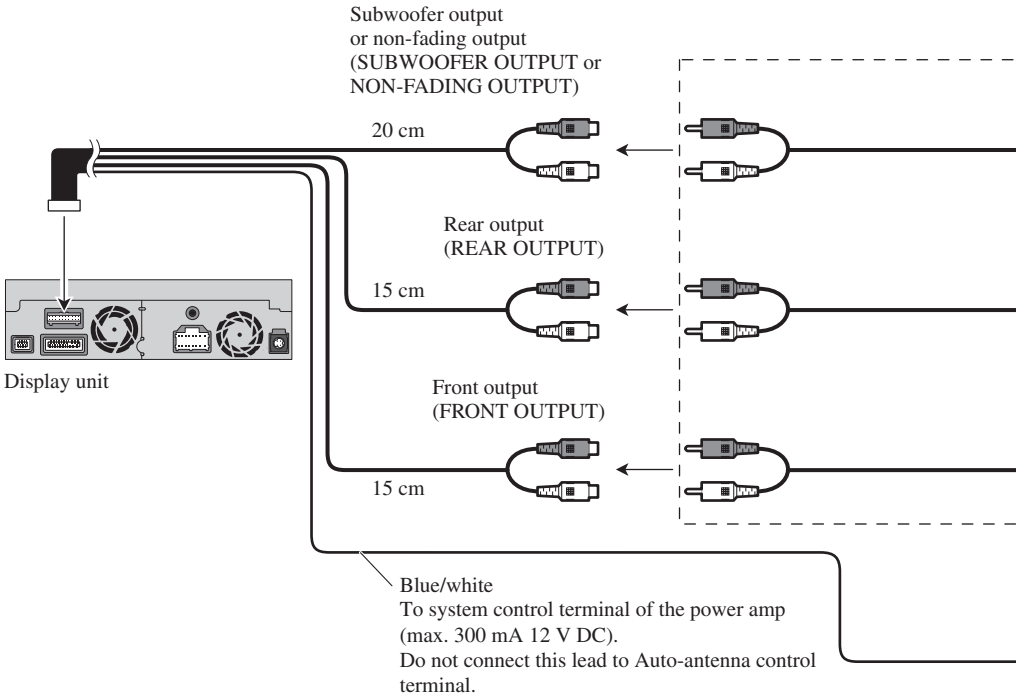 Subwoofer output
or non-fading output
(SUBWOOFER OUTPUT or
NON-FADING OUTPUT)
20 cm
Rear output
(REAR OUTPUT)
15 cm
Display unit
Front output
(FRONT OUTPUT)
15 cm
Blue/white
To system control terminal of the power amp
(max. 300 mA 12 V DC).
Do not connect this lead to Auto-antenna control
terminal.